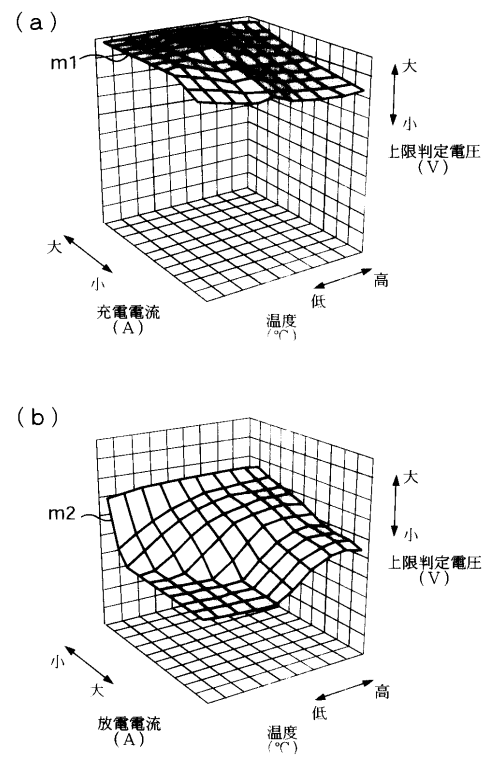 (a)
m1
大
小
上限判定電圧
(V)
大
小
充電電流
(A)
高
低
温度
(℃)
(b)
m2
大
小
上限判定電圧
(V)
小
大
放電電流
(A)
高
低
温度
(℃)